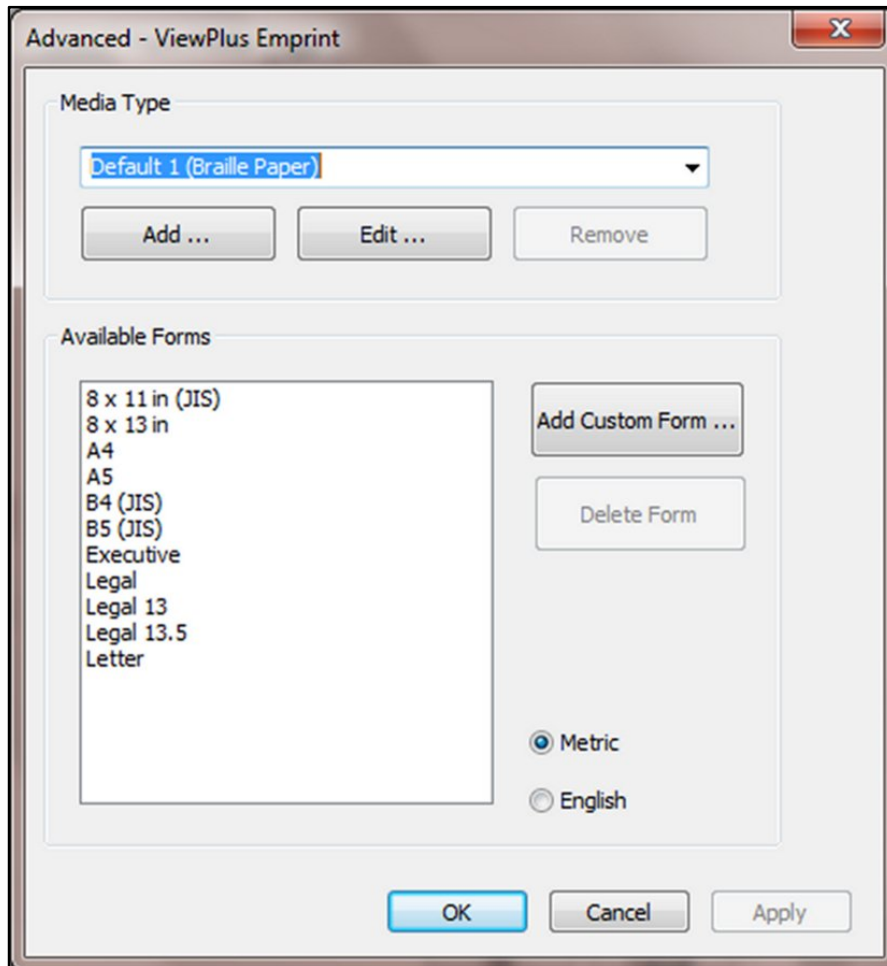 Advanced - ViewPlus Emprint
Media Type
Default 1 (Braille Paper)
Add ...
Edit ...
Remove
Available Forms
8 x 11 in (JIS)
8 x 13 in
A4
A5
B4 (JIS)
B5 (JIS)
Executive
Legal
Legal 13
Legal 13.5
Letter
Add Custom Form ...
Delete Form
Metric
English
OK
Cancel
Apply